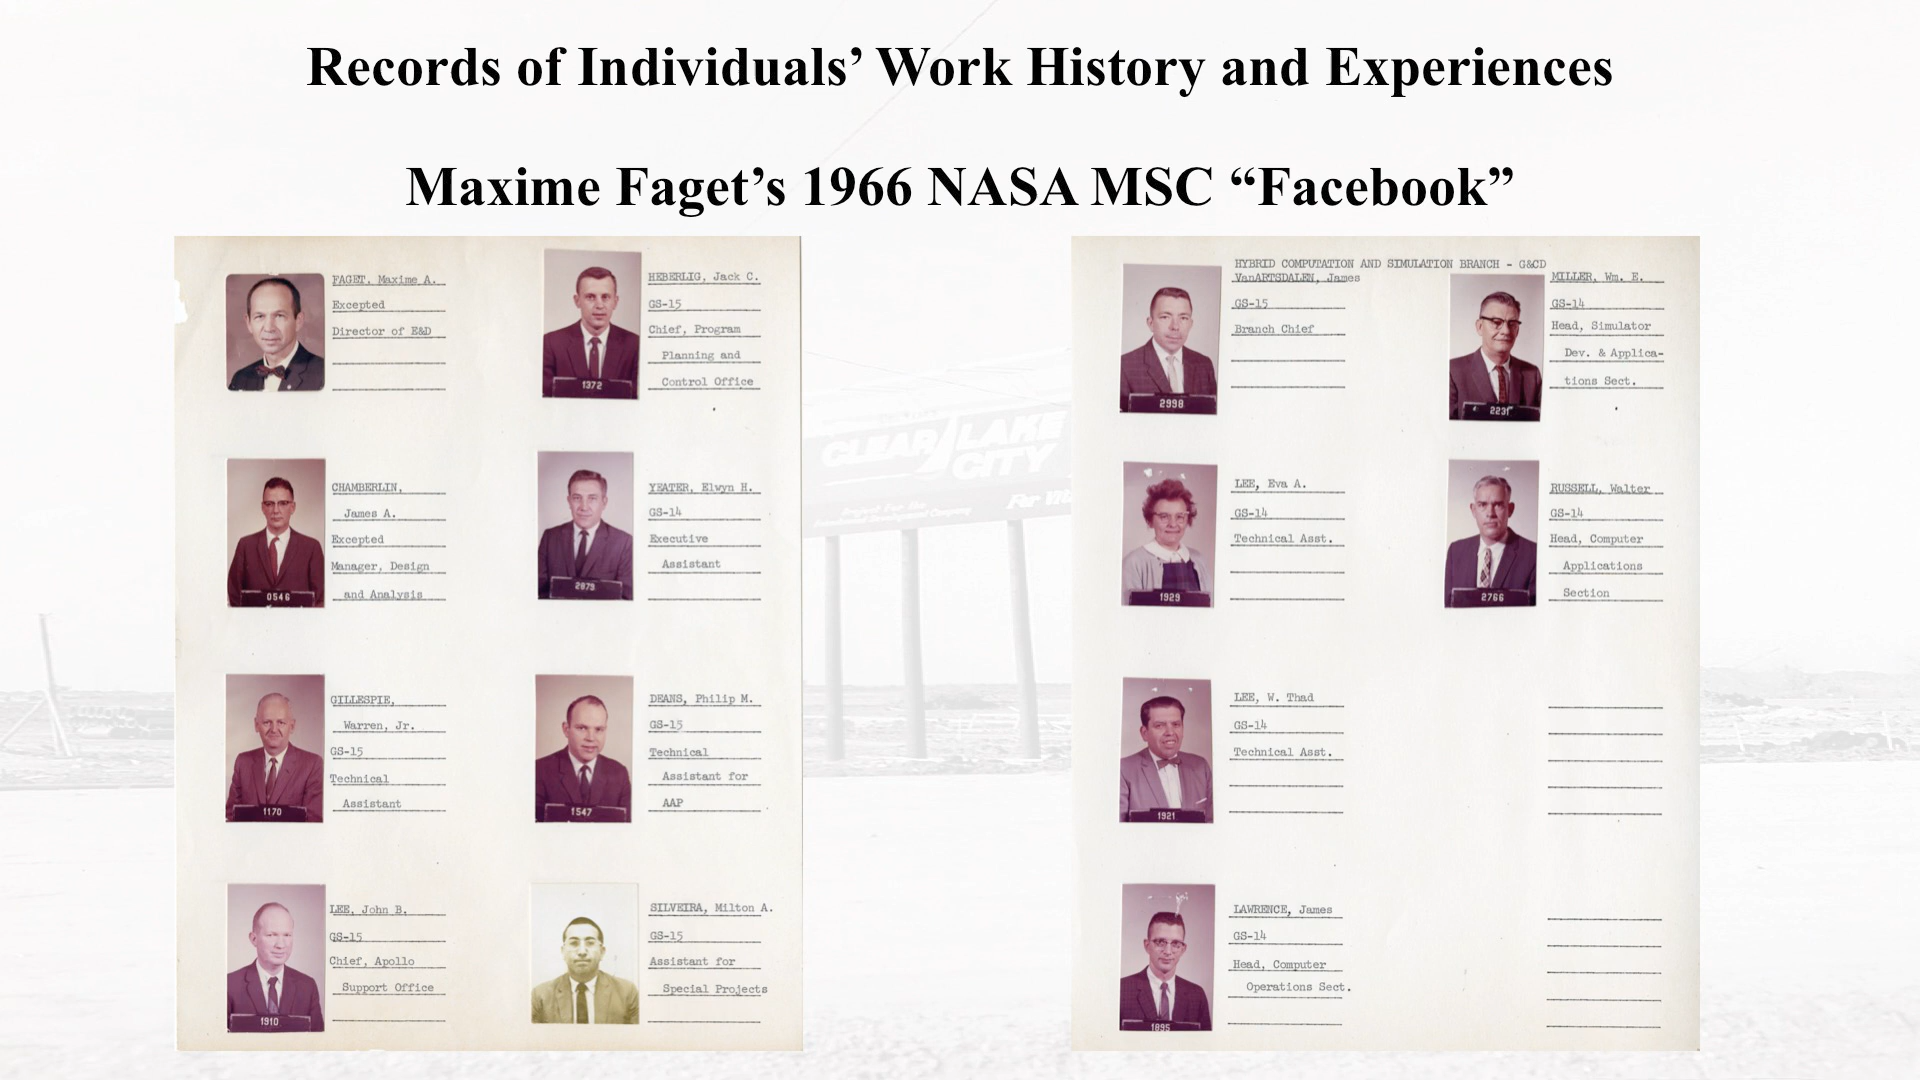 Records of Individuals’ Work History and Experiences
Maxime Faget’s 1966 NASA MSC “Facebook”
FAGET, Maxime A.
Excepted
Director of E&D
HEBERLIG, Jack C.
GS-15
Chief, Program
Planning and
Control Office
1372
CHAMBERLIN,
James A.
Excepted
Manager, Design
and Analysis
0546
YEATER, Elwyn H.
GS-14
Executive
Assistant
2979
GILLESPIE,
Warren, Jr.
GS-15
Technical
Assistant
1170
DEANS, Philip M.
GS-15
Technical
Assistant for
AAP
1547
LEE, John B.
GS-15
Chief, Apollo
Support Office
1910
SILVEIRA, Milton A.
GS-15
Assistant for
Special Projects
HYBRID COMPUTATION AND SIMULATION BRANCH - G&CD
VanARTSDALEN, James
GS-15
Branch Chief
2998
MILLER, Wm. E.
GS-14
Head, Simulator
Dev. & Applica-
tions Sect.
2231
LEE, Eva A.
GS-14
Technical Asst.
1929
RUSSELL, Walter
GS-14
Head, Computer
Applications
Section
2766
LEE, W. Thad
GS-14
Technical Asst.
1921
LAWRENCE, James
GS-14
Head, Computer
Operations Sect.
1895
CLEAR LAKE
CITY